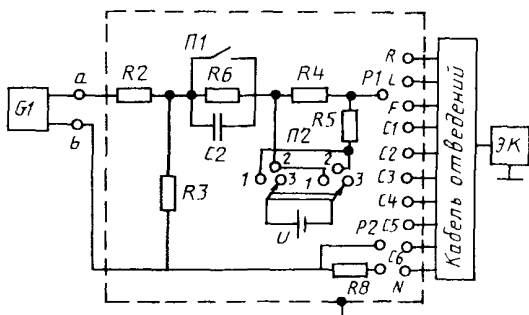 П1
R
a
R2
R6
R4
P1
L
G1
F
b
C2
R5
C1
П2
C2
2
2
ЭК
1
3
1
3
C3
R3
C4
U
P2
C5
C6
R8
N
Кабель отведений